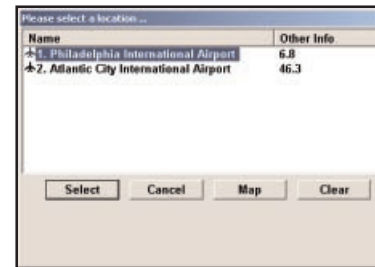 Please select a location ...
Name Other Info
1. Philadelphia International Airport 6.8
2. Atlantic City International Airport 46.3
Select Cancel Map Clear